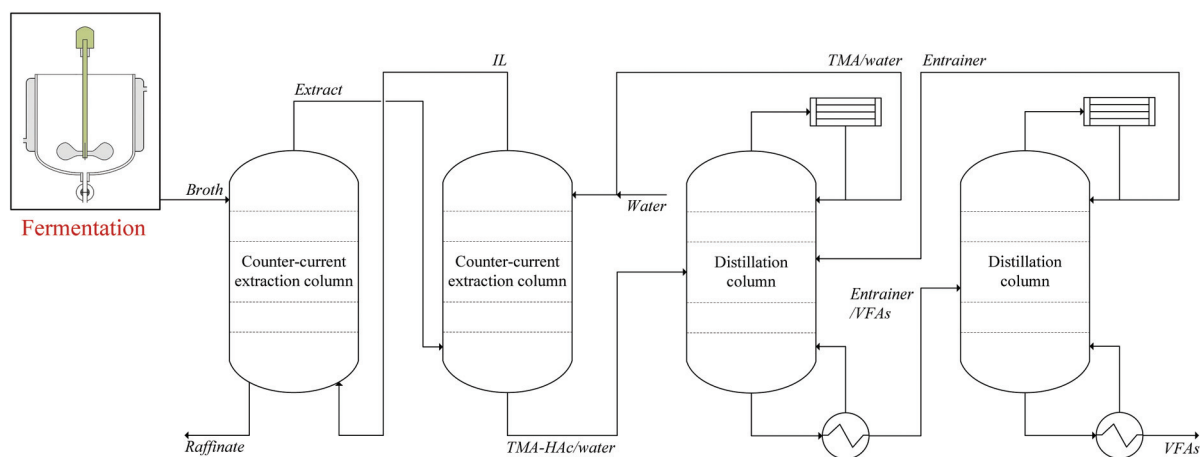 IL
TMA/water
Entrainer
Extract
Broth
Water
Fermentation
Counter-current
extraction column
Counter-current
extraction column
Distillation
column
Distillation
column
Entrainer
/VFAs
Raffinate
TMA-HAc/water
VFAs